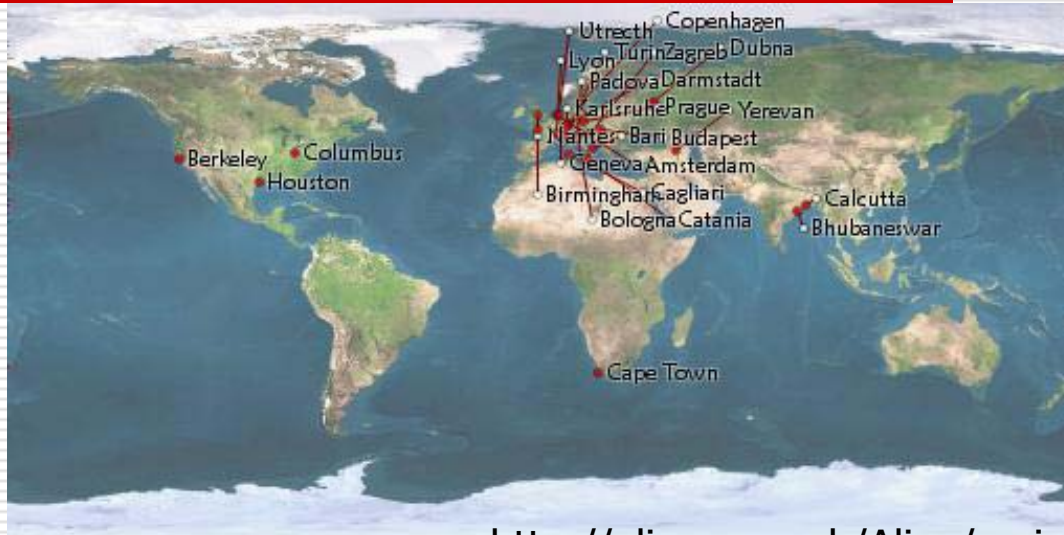 Copenhagen
Utrecth
Turin Zagreb Dubna
Lyon
Padova Darmstadt
Karlsruhe Prague Yerevan
Nantes Bari Budapest
Berkeley Columbus
Geneva Amsterdam
Houston
Birmingham Cagliari
Calcutta
Bologna Catania
Bhubaneswar
Cape Town